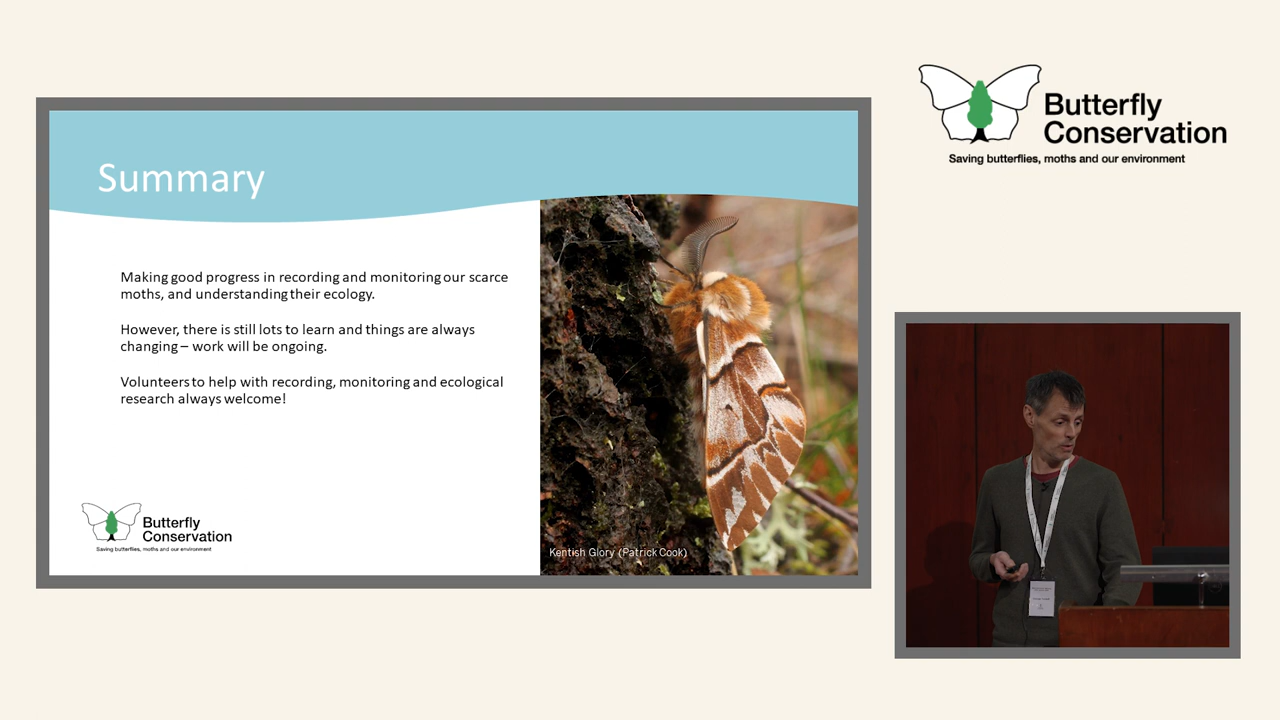 Summary
Making good progress in recording and monitoring our scarce
moths, and understanding their ecology.
However, there is still lots to learn and things are always
changing – work will be ongoing.
Volunteers to help with recording, monitoring and ecological
research always welcome!
Butterfly
Conservation
Saving butterflies, moths and our environment
Kentish Glory (Patrick Cook)
Butterfly
Conservation
Saving butterflies, moths and our environment